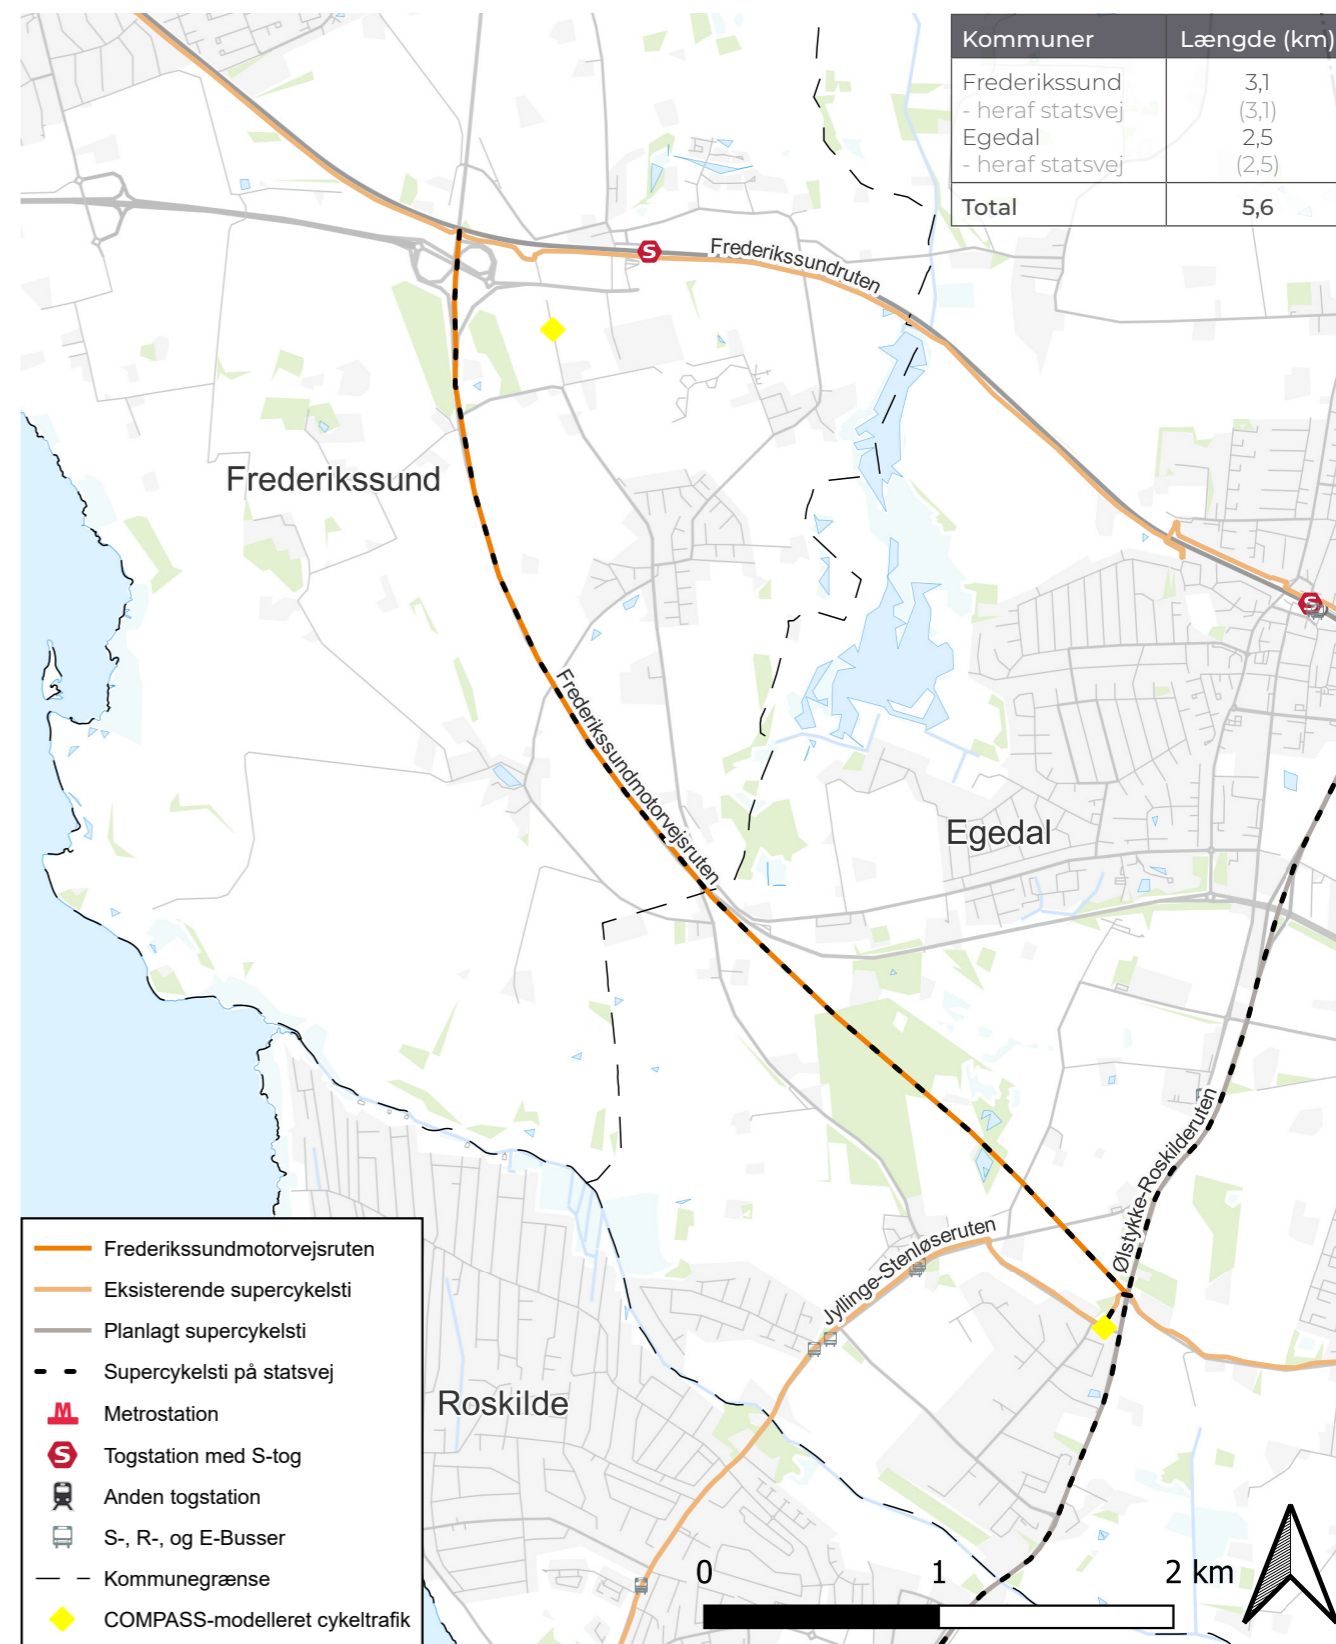 Kommuner Længde (km)
Frederikssund 3,1
- heraf statsvej (3,1)
Egedal 2,5
- heraf statsvej (2,5)
Total 5,6
S
Frederikssundruten
Frederikssund
S
Frederikssundmotorvejsruten
Egedal
Ølstykke-Roskilderuten
Jyllinge-Stenløseruten
Roskilde
Frederikssundmotorvejsruten
Eksisterende supercykelsti
Planlagt supercykelsti
Supercykelsti på statsvej
M Metrostation
S Togstation med S-tog
Anden togstation
S-, R-, og E-Busser
Kommunegrænse
COMPASS-modelleret cykeltrafik
0 1 2 km